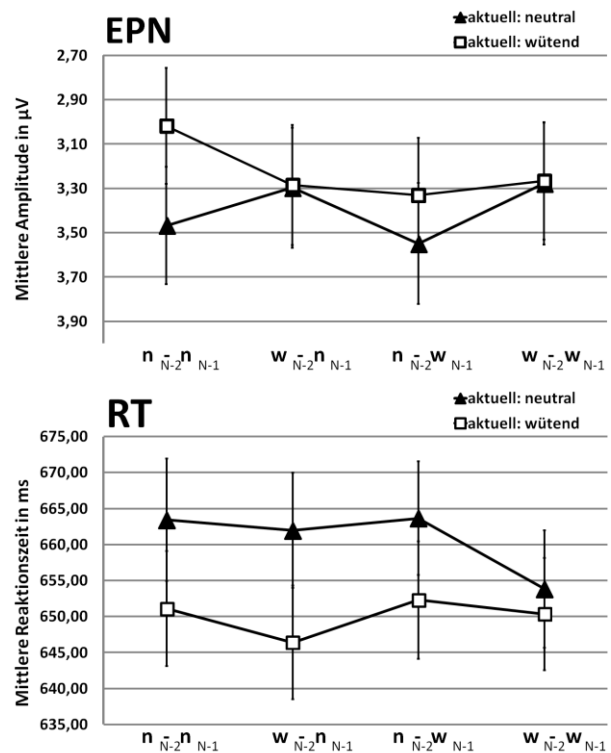 EPN
▲aktuell: neutral
□aktuell: wütend
Mittlere Amplitude in µV
2,70
2,90
3,10
3,30
3,50
3,70
3,90
n N-2 - n N-1
w N-2 - n N-1
n N-2 - w N-1
w N-2 - w N-1
RT
▲aktuell: neutral
□aktuell: wütend
Mittlere Reaktionszeit in ms
675,00
670,00
665,00
660,00
655,00
650,00
645,00
640,00
635,00
n N-2 - n N-1
w N-2 - n N-1
n N-2 - w N-1
w N-2 - w N-1